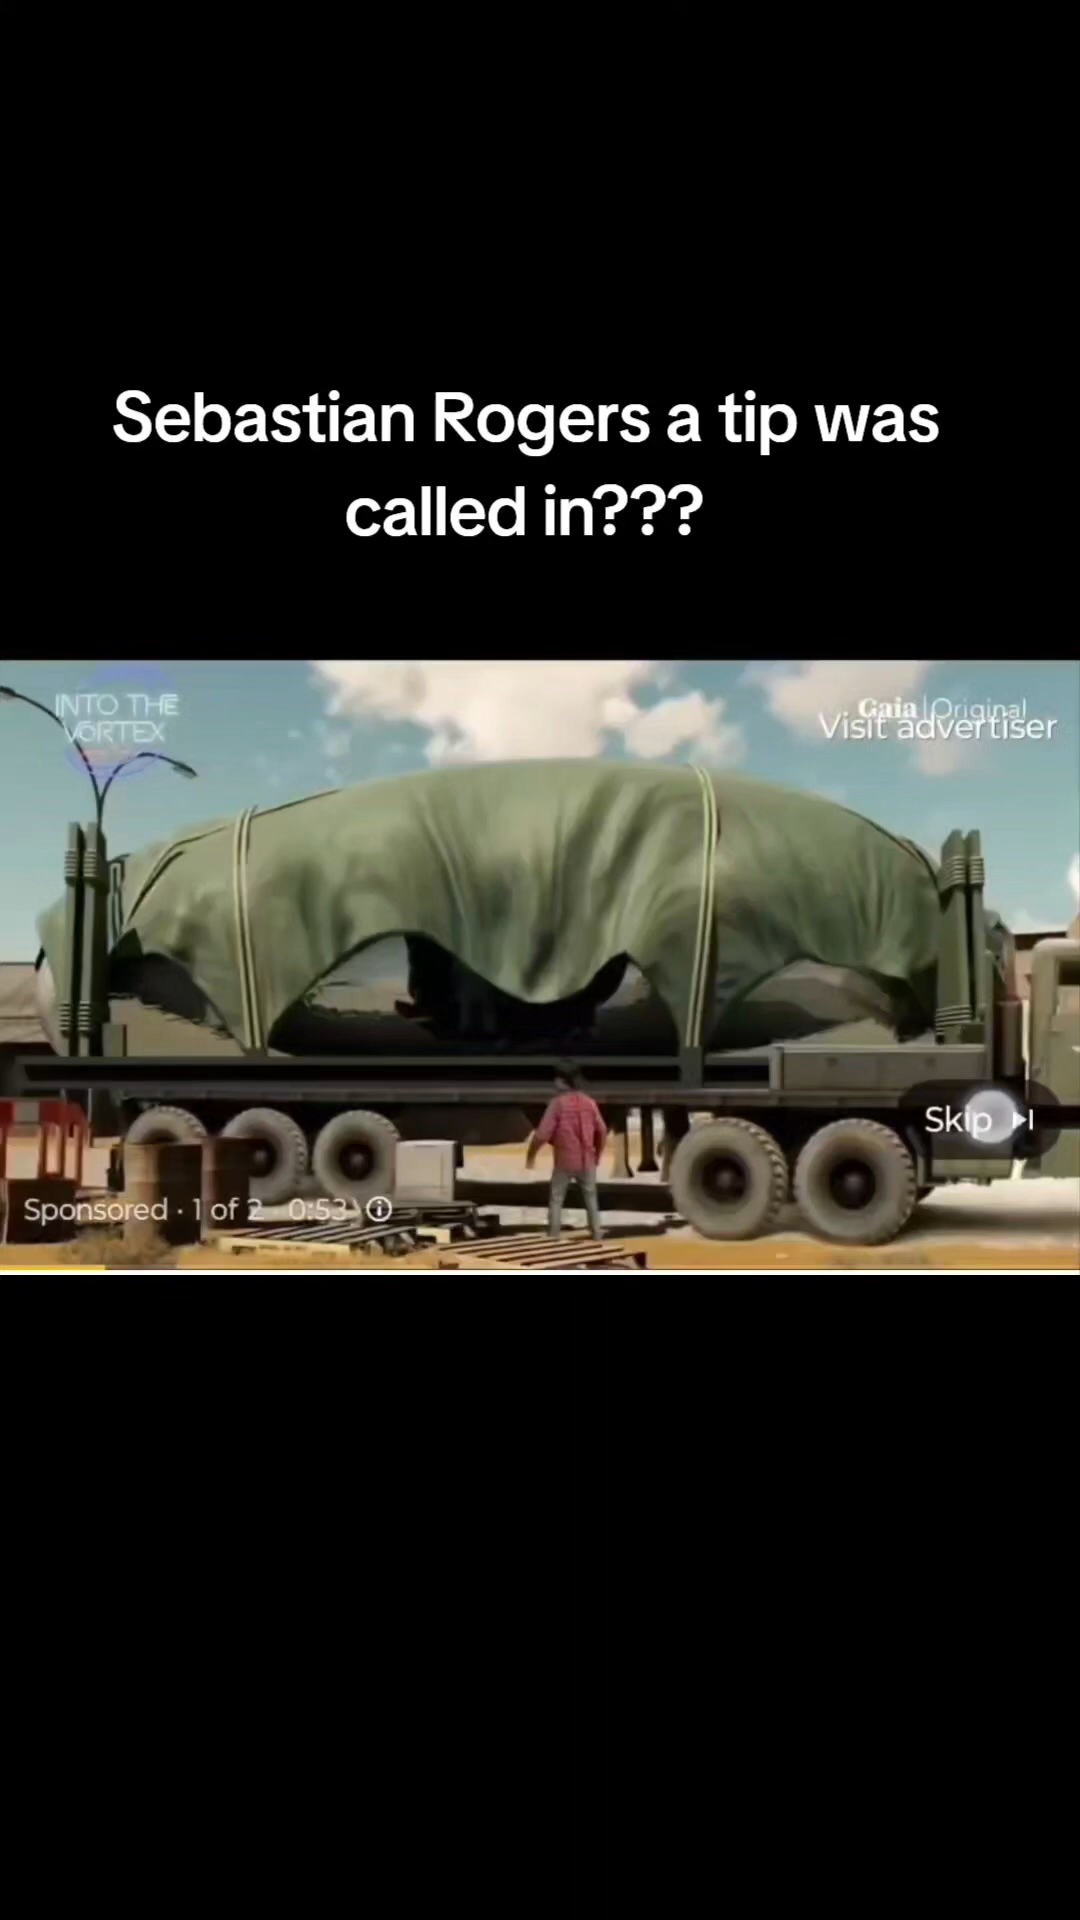 Sebastian Rogers a tip was
called in???
INTO THE
VORTEX
Gaia | Original
Visit advertiser
Skip
Sponsored · 1 of 2 · 0:53